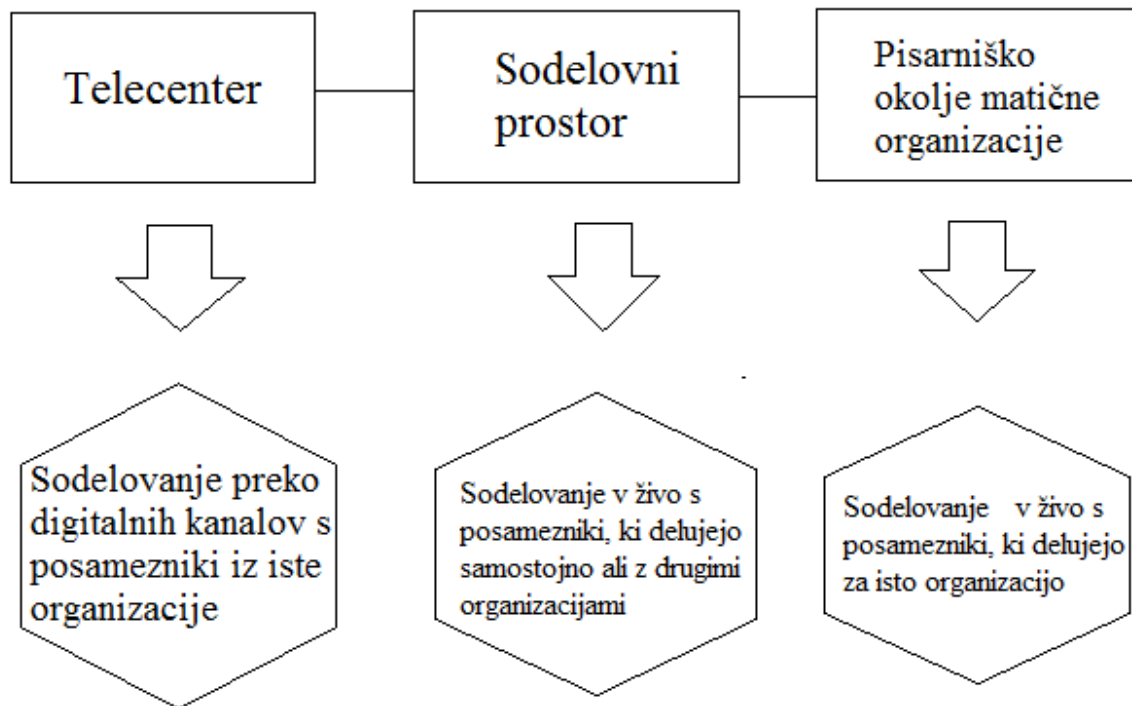 Telecenter
Sodelovni
prostor
Pisarniško
okolje matične
organizacije
Sodelovanje preko
digitalnih kanalov s
posamezniki iz iste
organizacije
Sodelovanje v živo s
posamezniki, ki delujejo
samostojno ali z drugimi
organizacijami
Sodelovanje v živo s
posamezniki, ki delujejo
za isto organizacijo